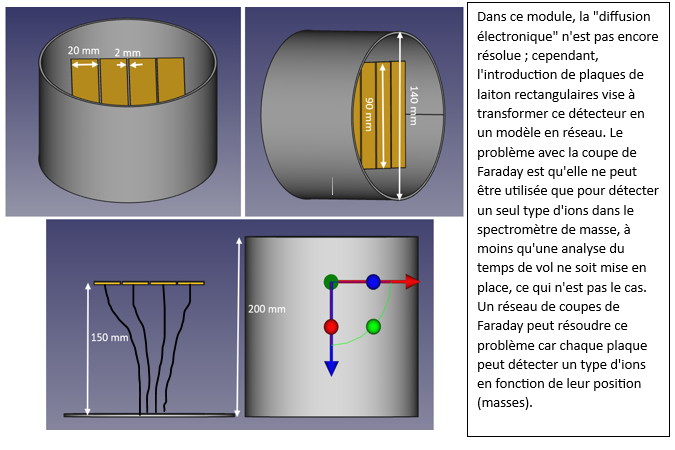 20 mm
2 mm
90 mm
140 mm
150 mm
200 mm
Dans ce module, la "diffusion
électronique" n'est pas encore
résolue ; cependant,
l'introduction de plaques de
laiton rectangulaires vise à
transformer ce détecteur en
un modèle en réseau. Le
problème avec la coupe de
Faraday est qu'elle ne peut
être utilisée que pour détecter
un seul type d'ions dans le
spectromètre de masse, à
moins qu'une analyse du
temps de vol ne soit mise en
place, ce qui n'est pas le cas.
Un réseau de coupes de
Faraday peut résoudre ce
problème car chaque plaque
peut détecter un type d'ions
en fonction de leur position
(masses).